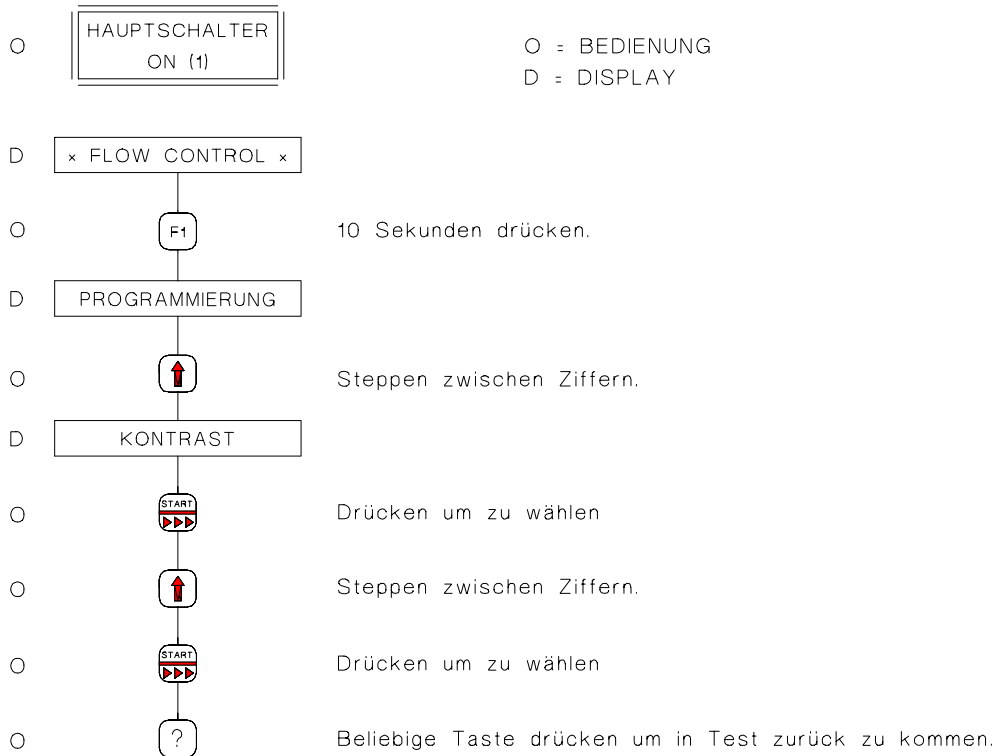 HAUPTSCHALTER
O
ON (1)
O = BEDIENUNG
D = DISPLAY
D × FLOW CONTROL ×
O F1 10 Sekunden drücken.
D PROGRAMMIERUNG
O Steppen zwischen Ziffern.
D KONTRAST
O START Drücken um zu wählen
O Steppen zwischen Ziffern.
O START Drücken um zu wählen
O ? Beliebige Taste drücken um in Test zurück zu kommen.